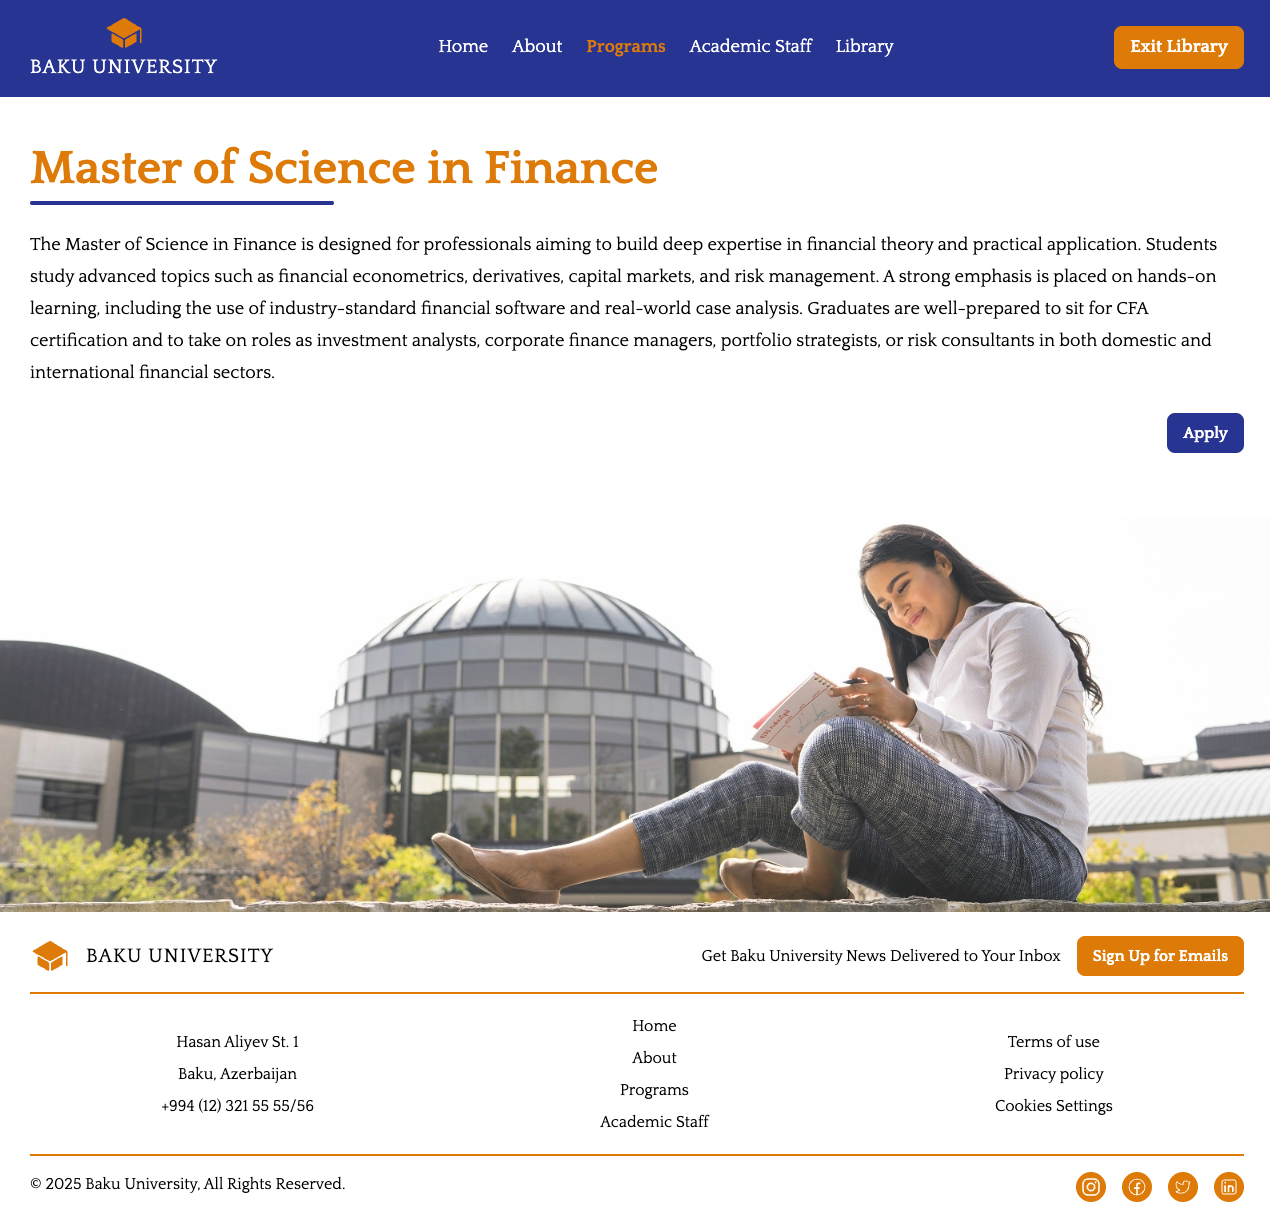 BAKU UNIVERSITY
Home About Programs Academic Staff Library
Exit Library
Master of Science in Finance
The Master of Science in Finance is designed for professionals aiming to build deep expertise in financial theory and practical application. Students
study advanced topics such as financial econometrics, derivatives, capital markets, and risk management. A strong emphasis is placed on hands-on
learning, including the use of industry-standard financial software and real-world case analysis. Graduates are well-prepared to sit for CFA
certification and to take on roles as investment analysts, corporate finance managers, portfolio strategists, or risk consultants in both domestic and
international financial sectors.
Apply
BAKU UNIVERSITY
Get Baku University News Delivered to Your Inbox
Sign Up for Emails
Hasan Aliyev St. 1
Baku, Azerbaijan
+994 (12) 321 55 55/56
Home
About
Programs
Academic Staff
Terms of use
Privacy policy
Cookies Settings
© 2025 Baku University, All Rights Reserved.